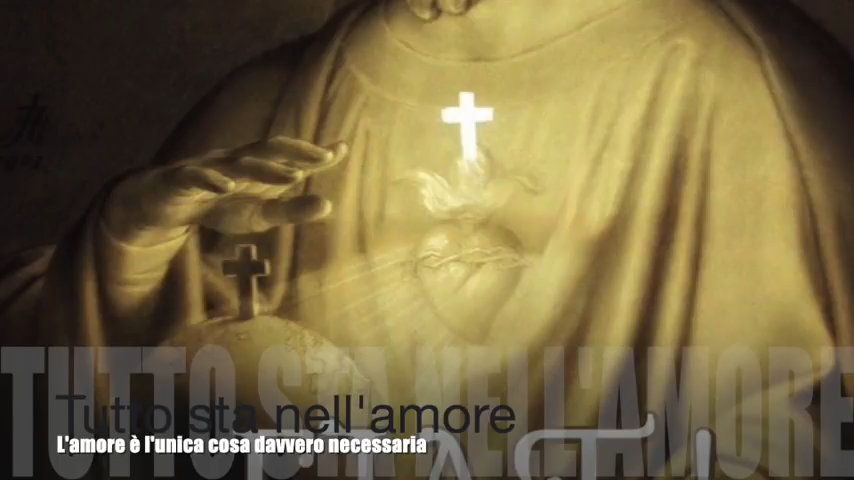 TUTTO STA NELL'AMORE
Tutto sta nell'amore
L'amore è l'unica cosa davvero necessaria